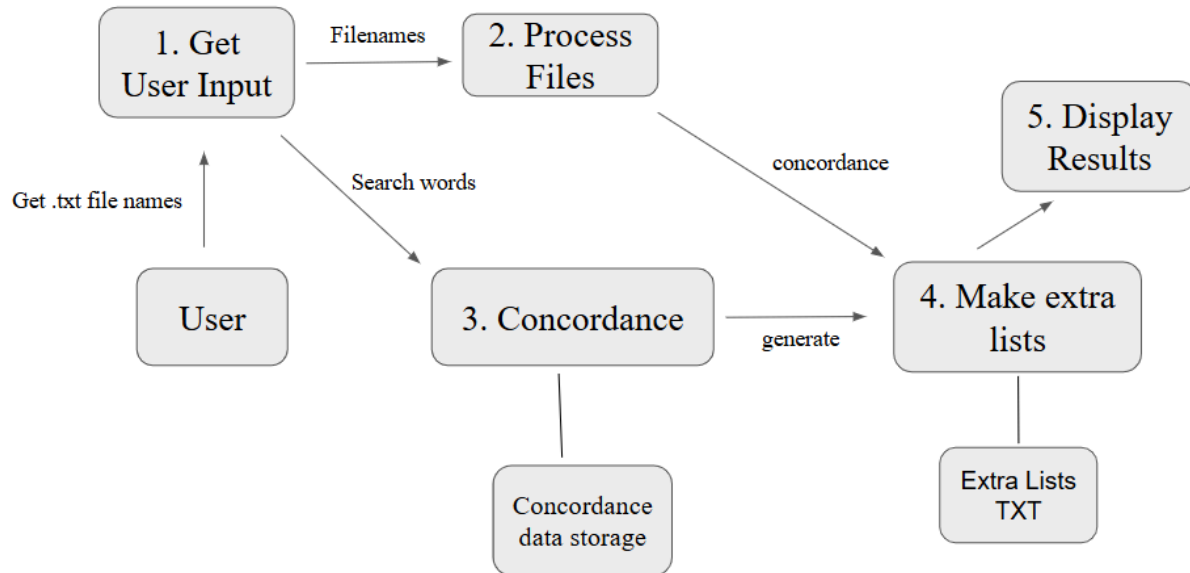 1. Get
User Input
Filenames
2. Process
Files
5. Display
Results
concordance
Search words
Get .txt file names
User
3. Concordance
generate
4. Make extra
lists
Concordance
data storage
Extra Lists
TXT